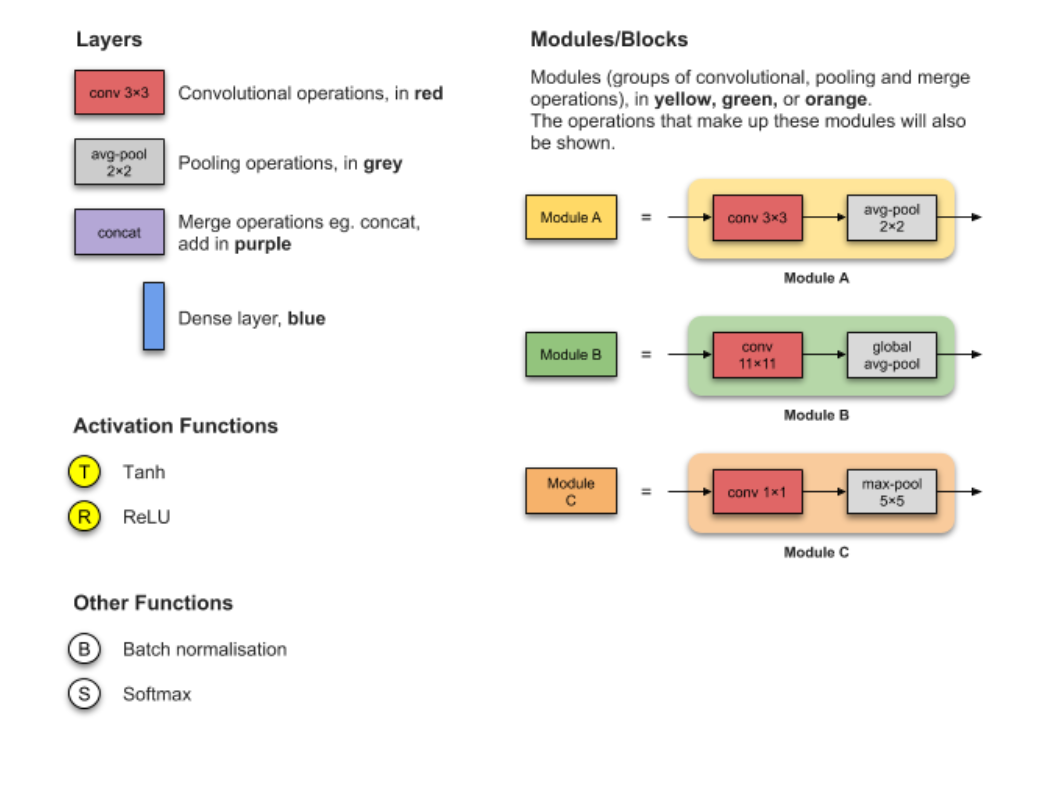 Layers
conv 3×3
Convolutional operations, in red
avg-pool
2×2
Pooling operations, in grey
concat
Merge operations eg. concat,
add in purple
Dense layer, blue
Activation Functions
T
Tanh
R
ReLU
Other Functions
B
Batch normalisation
S
Softmax
Modules/Blocks
Modules (groups of convolutional, pooling and merge
operations), in yellow, green, or orange.
The operations that make up these modules will also
be shown.
Module A
=
conv 3×3
avg-pool
2×2
Module A
Module B
=
conv
11×11
global
avg-pool
Module B
Module
C
=
conv 1×1
max-pool
5×5
Module C